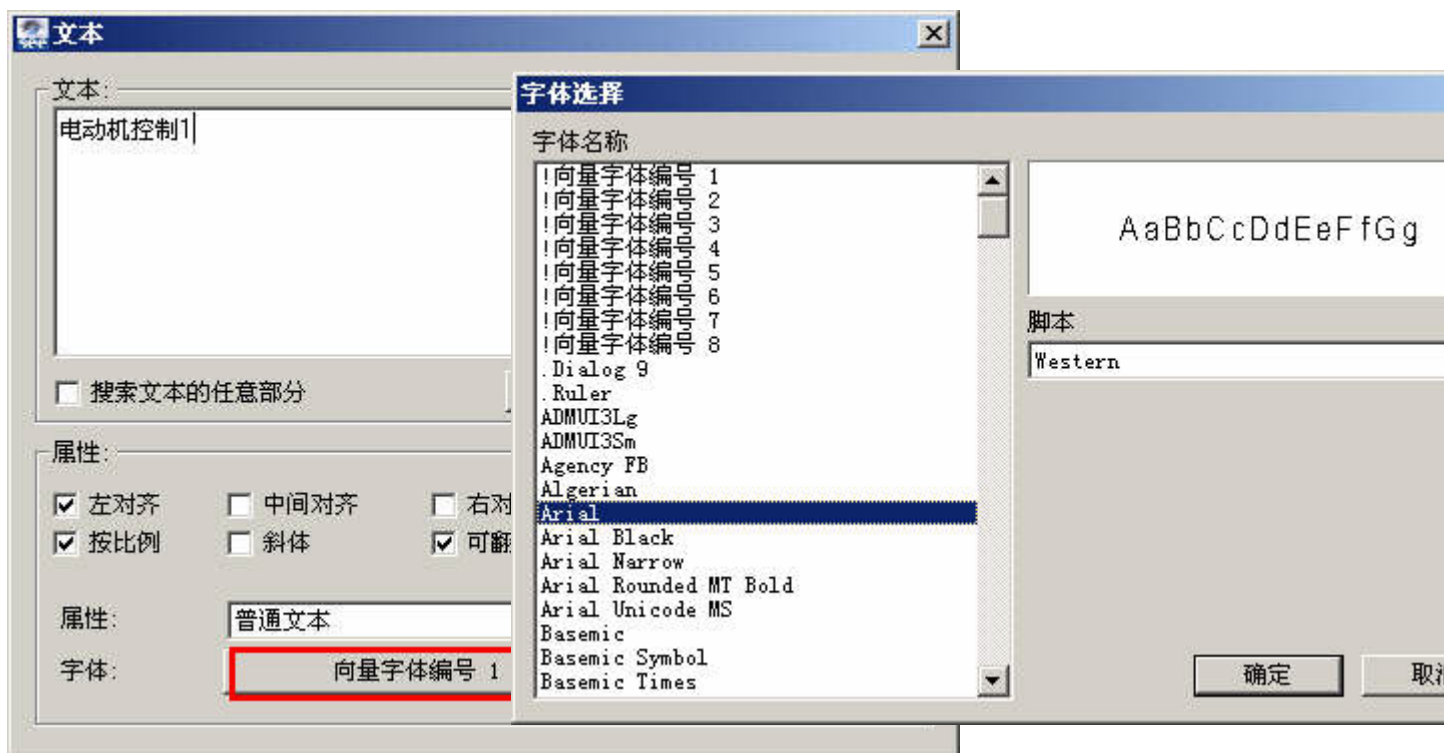 see
文本
文本:
电动机控制1
搜索文本的任意部分
属性:
左对齐
中间对齐
右对
按比例
斜体
可翻
属性:
普通文本
字体:
向量字体编号 1
字体选择
字体名称
!向量字体编号 1
!向量字体编号 2
!向量字体编号 3
!向量字体编号 4
!向量字体编号 5
!向量字体编号 6
!向量字体编号 7
!向量字体编号 8
.Dialog 9
.Ruler
ADMUI3Lg
ADMUI3Sm
Agency FB
Algerian
Arial
Arial Black
Arial Narrow
Arial Rounded MT Bold
Arial Unicode MS
Basemic
Basemic Symbol
Basemic Times
AaBbCcDdEeFfGg
脚本
Western
确定
取